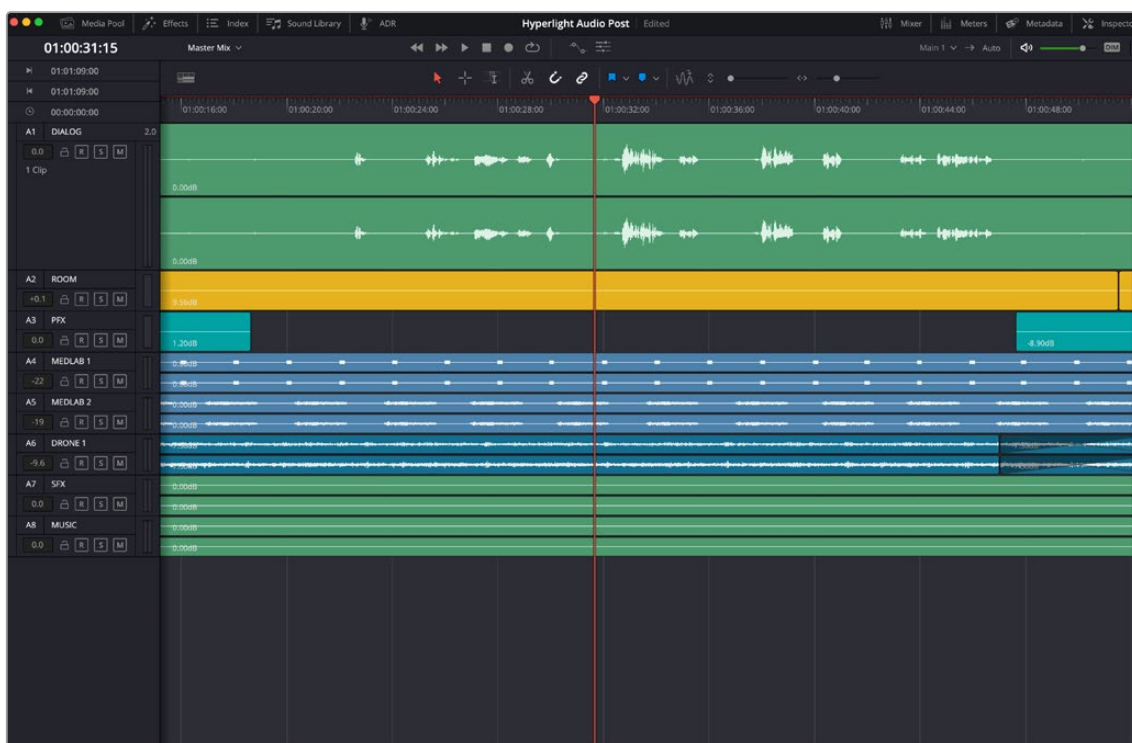 Media Pool Effects Index Sound Library ADR Hyperlight Audio Post Edited Mixer Meters Metadata Inspecto
01:00:31:15 Master Mix Main 1 Auto DIM
01:01:09:00
01:01:09:00
00:00:00:00 01:00:16:00 01:00:20:00 01:00:24:00 01:00:28:00 01:00:32:00 01:00:36:00 01:00:40:00 01:00:44:00 01:00:48:00
A1 DIALOG 2.0
0.0 R S M
1 Clip
0.00dB
0.00dB
A2 ROOM
+0.1 R S M 9.56dB
A3 PFX
0.0 R S M 1.20dB -8.90dB
A4 MEDLAB 1
-22 R S M
A5 MEDLAB 2 0.00dB
-19 R S M 0.00dB
A6 DRONE 1
-9.6 R S M
A7 SFX 0.00dB
0.0 R S M 0.00dB
A8 MUSIC 0.00dB
0.0 R S M 0.00dB